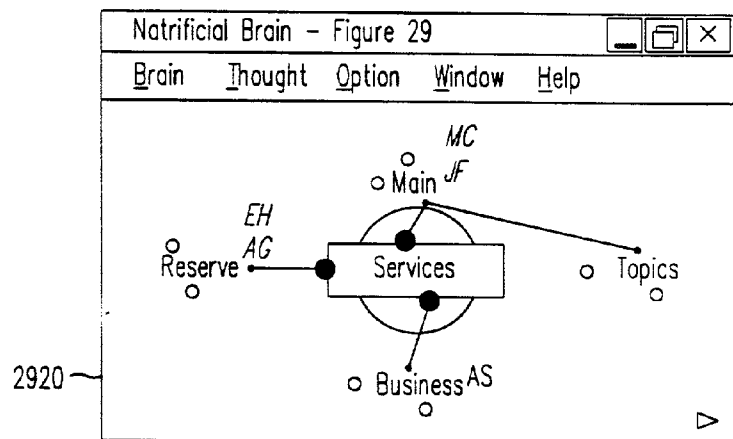 Natrificial Brain - Figure 29
Brain Thought Option Window Help
MC
Main JF
EH
AG
Reserve
Services
Topics
2920
Business AS